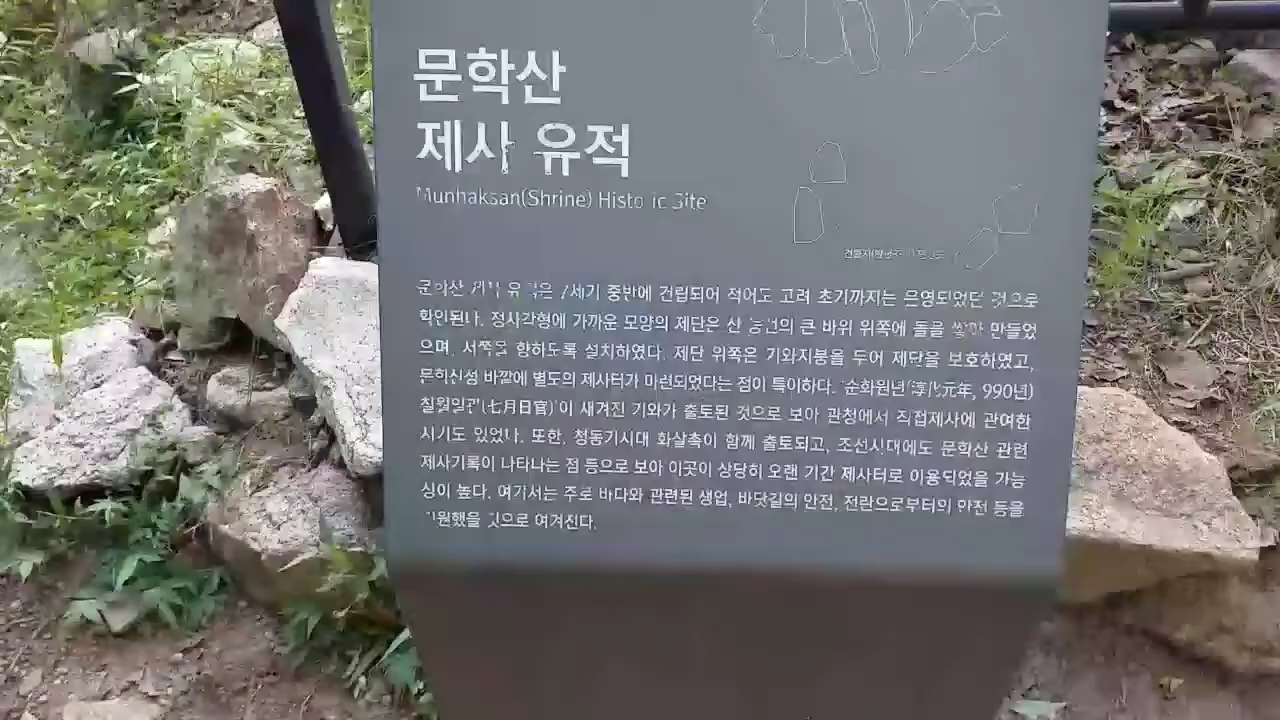 문학산
제사 유적
Munhaksan(Shrine) Historic Site
문학산 제사 유적은 7세기 중반에 건립되어 적어도 고려 초기까지는 운영되었던 것으로
확인된다. 정사각형에 가까운 모양의 제단은 산 능선의 큰 바위 위쪽에 돌을 쌓아 만들었
으며, 서쪽을 향하도록 설치하였다. 제단 위쪽은 기와지붕을 두어 제단을 보호하였고,
문학산성 바깥에 별도의 제사터가 마련되었다는 점이 특이하다. '순화원년(淳化元年, 990년)
칠월일관(七月日官)'이 새겨진 기와가 출토된 것으로 보아 관청에서 직접제사에 관여한
시기도 있었다. 또한, 청동기시대 화살촉이 함께 출토되고, 조선시대에도 문학산 관련
제사기록이 나타나는 점 등으로 보아 이곳이 상당히 오랜 기간 제사터로 이용되었을 가능
성이 높다. 여기서는 주로 바다와 관련된 생업, 바닷길의 안전, 전란으로부터의 안전 등을
기원했을 것으로 여겨진다.